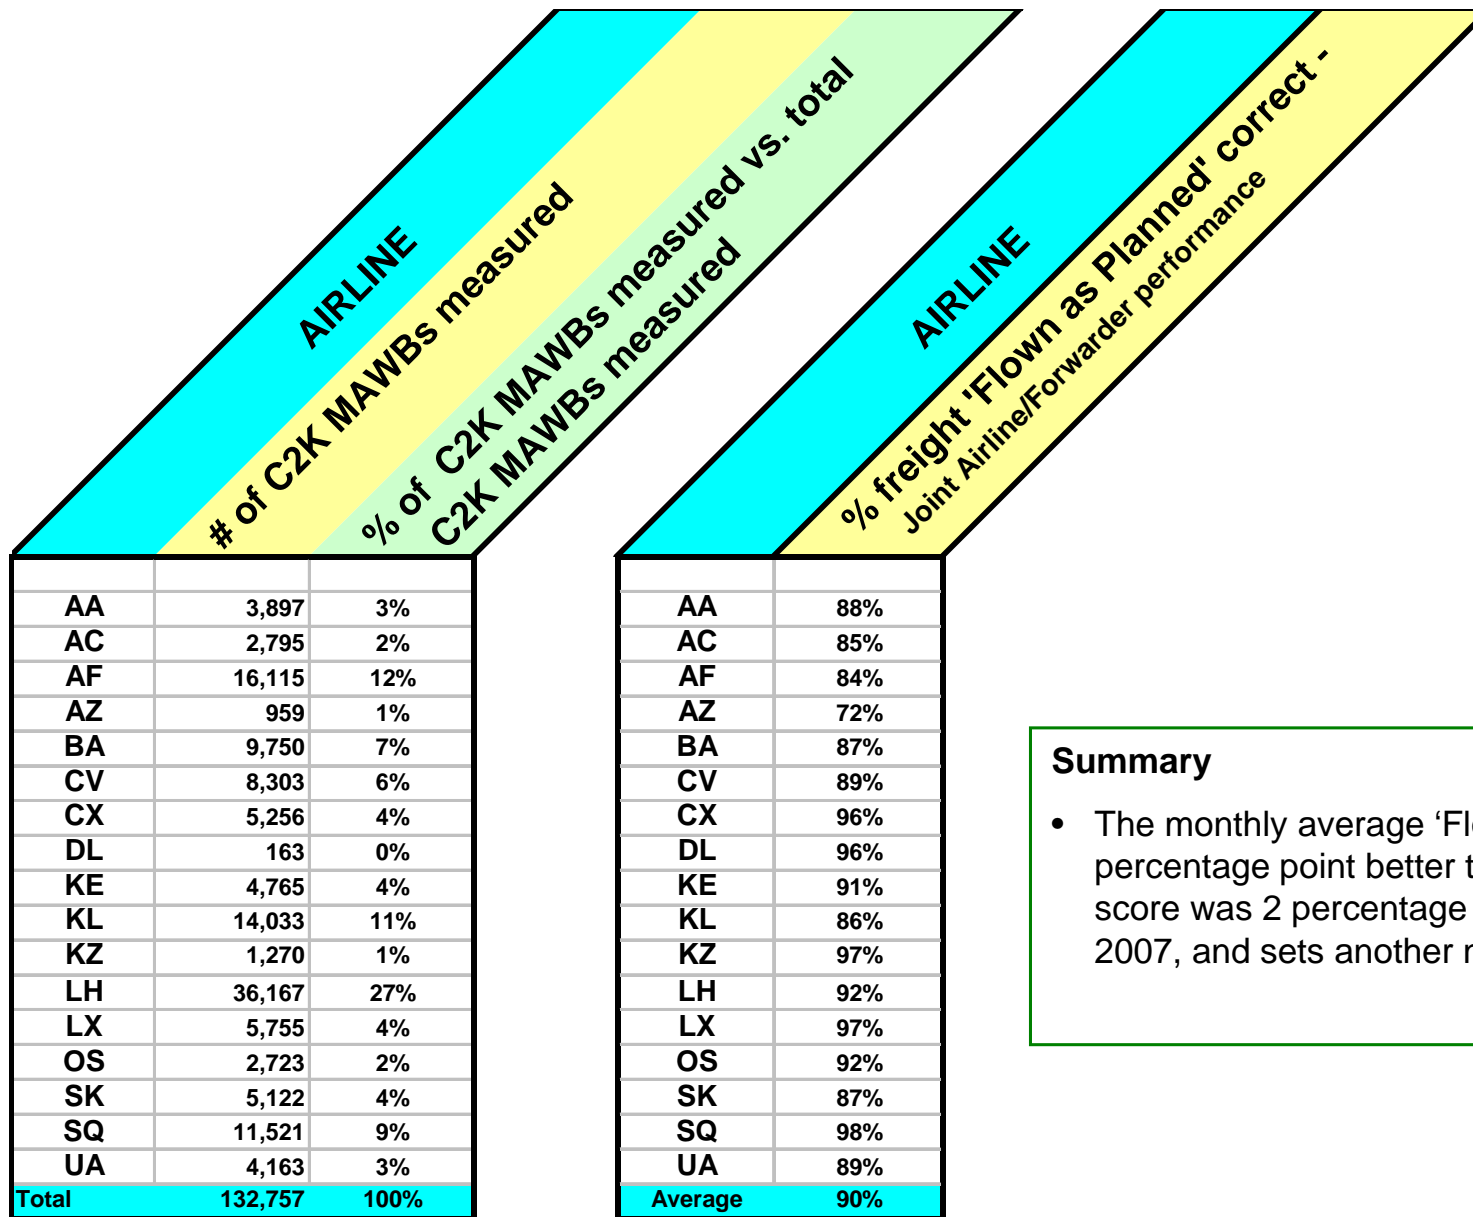 AIRLINE
# of C2K MAWBs measured
% of C2K MAWBs measured vs. total
C2K MAWBs measured
AA 3,897 3%
AC 2,795 2%
AF 16,115 12%
AZ 959 1%
BA 9,750 7%
CV 8,303 6%
CX 5,256 4%
DL 163 0%
KE 4,765 4%
KL 14,033 11%
KZ 1,270 1%
LH 36,167 27%
LX 5,755 4%
OS 2,723 2%
SK 5,122 4%
SQ 11,521 9%
UA 4,163 3%
Total 132,757 100%
AIRLINE
% freight 'Flown as Planned' correct -
Joint Airline/Forwarder performance
AA 88%
AC 85%
AF 84%
AZ 72%
BA 87%
CV 89%
CX 96%
DL 96%
KE 91%
KL 86%
KZ 97%
LH 92%
LX 97%
OS 92%
SK 87%
SQ 98%
UA 89%
Average 90%
Summary
• The monthly average ‘Fl
percentage point better
score was 2 percentage
2007, and sets another